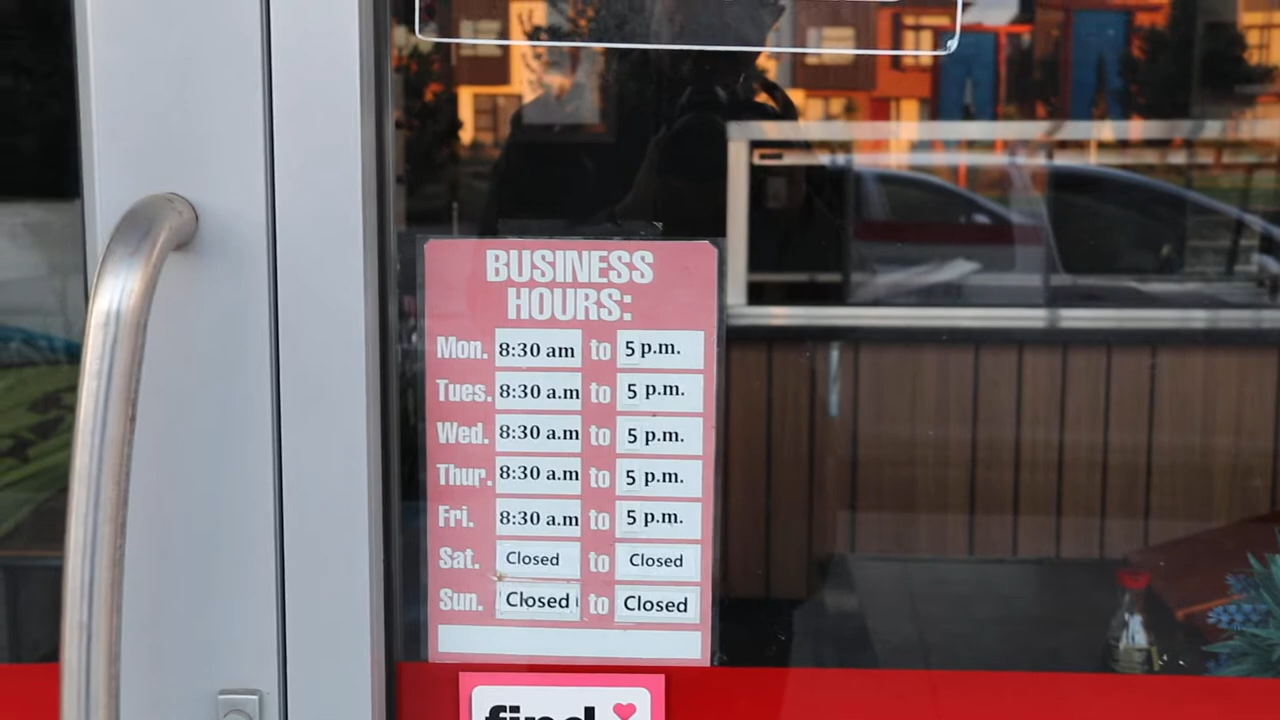 BUSINESS
HOURS:
Mon. 8:30 am to 5 p.m.
Tues. 8:30 a.m to 5 p.m.
Wed. 8:30 a.m to 5 p.m.
Thur. 8:30 a.m to 5 p.m.
Fri. 8:30 a.m to 5 p.m.
Sat. Closed to Closed
Sun. Closed to Closed
find